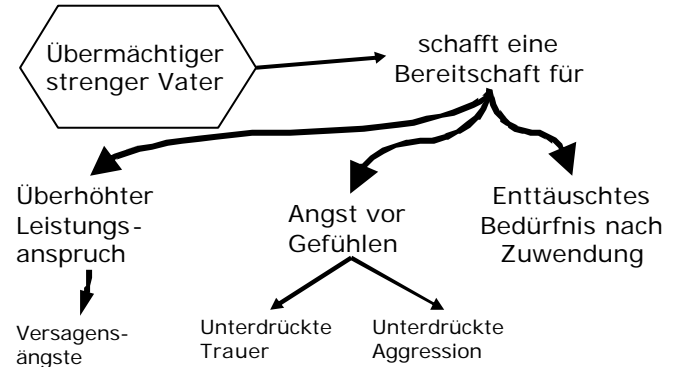 Übermächtiger
strenger Vater
schafft eine
Bereitschaft für
Überhöhter
Leistungs-
anspruch
Angst vor
Gefühlen
Enttäuschtes
Bedürfnis nach
Zuwendung
Versagens-
ängste
Unterdrückte
Trauer
Unterdrückte
Aggression